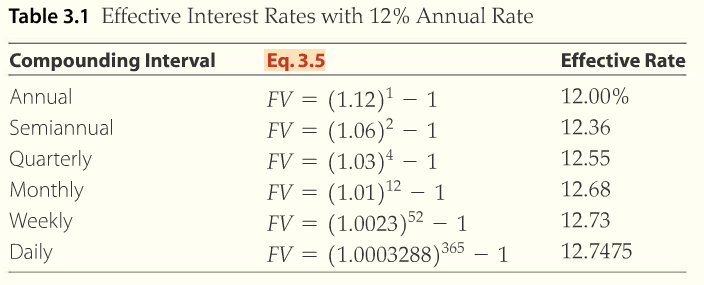 Table 3.1 Effective Interest Rates with 12% Annual Rate
Compounding Interval Eq. 3.5 Effective Rate
Annual FV = (1.12)¹ − 1 12.00%
Semiannual FV = (1.06)² − 1 12.36
Quarterly FV = (1.03)⁴ − 1 12.55
Monthly FV = (1.01)¹² − 1 12.68
Weekly FV = (1.0023)⁵² − 1 12.73
Daily FV = (1.0003288)³⁶⁵ − 1 12.7475